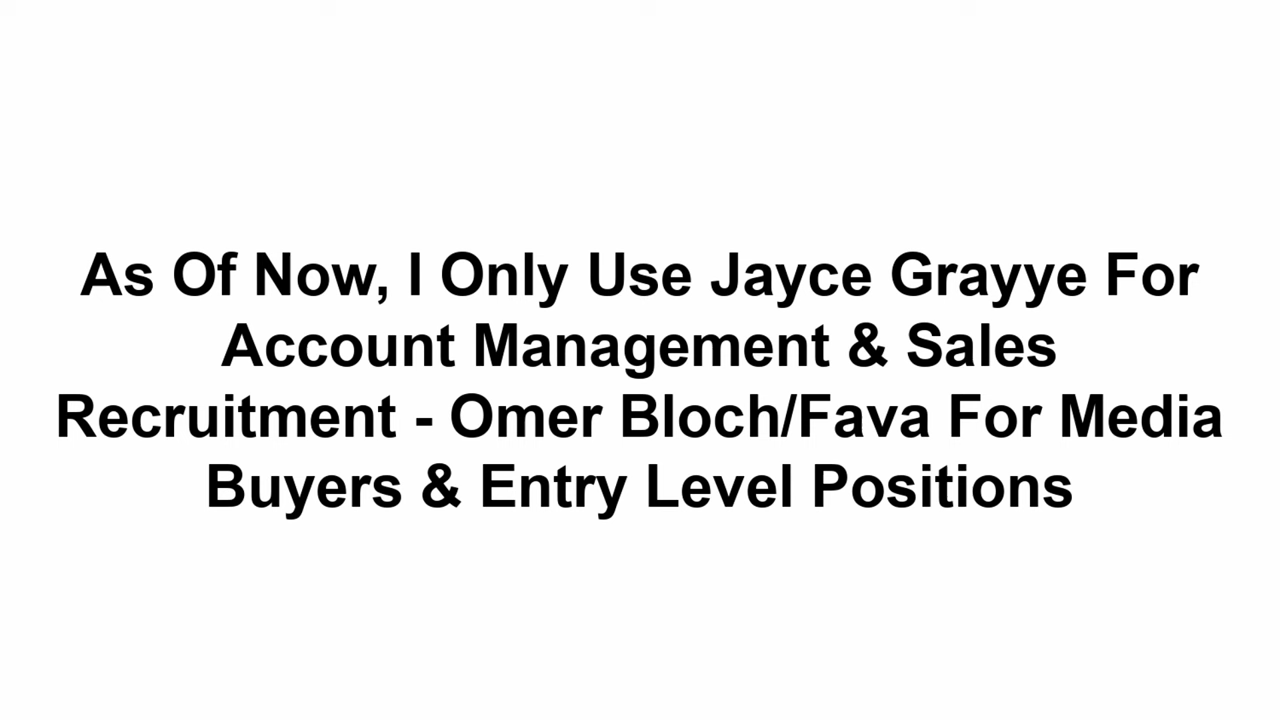 As Of Now, I Only Use Jayce Grayye For
Account Management & Sales
Recruitment - Omer Bloch/Fava For Media
Buyers & Entry Level Positions